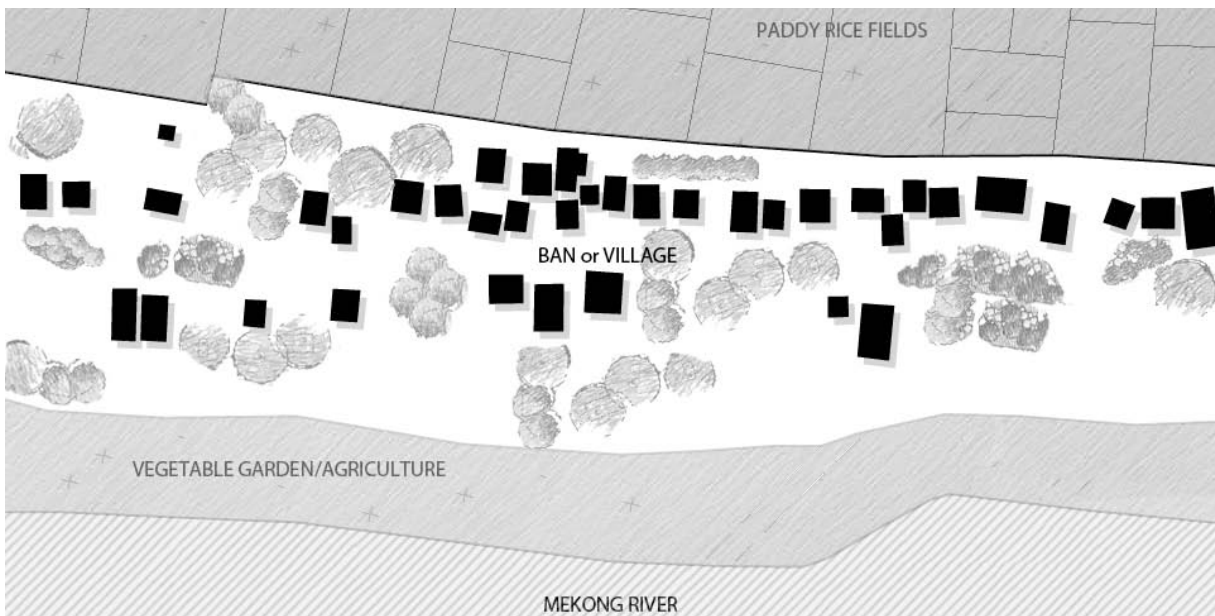 PADDY RICE FIELDS
BAN or VILLAGE
VEGETABLE GARDEN/AGRICULTURE
MEKONG RIVER